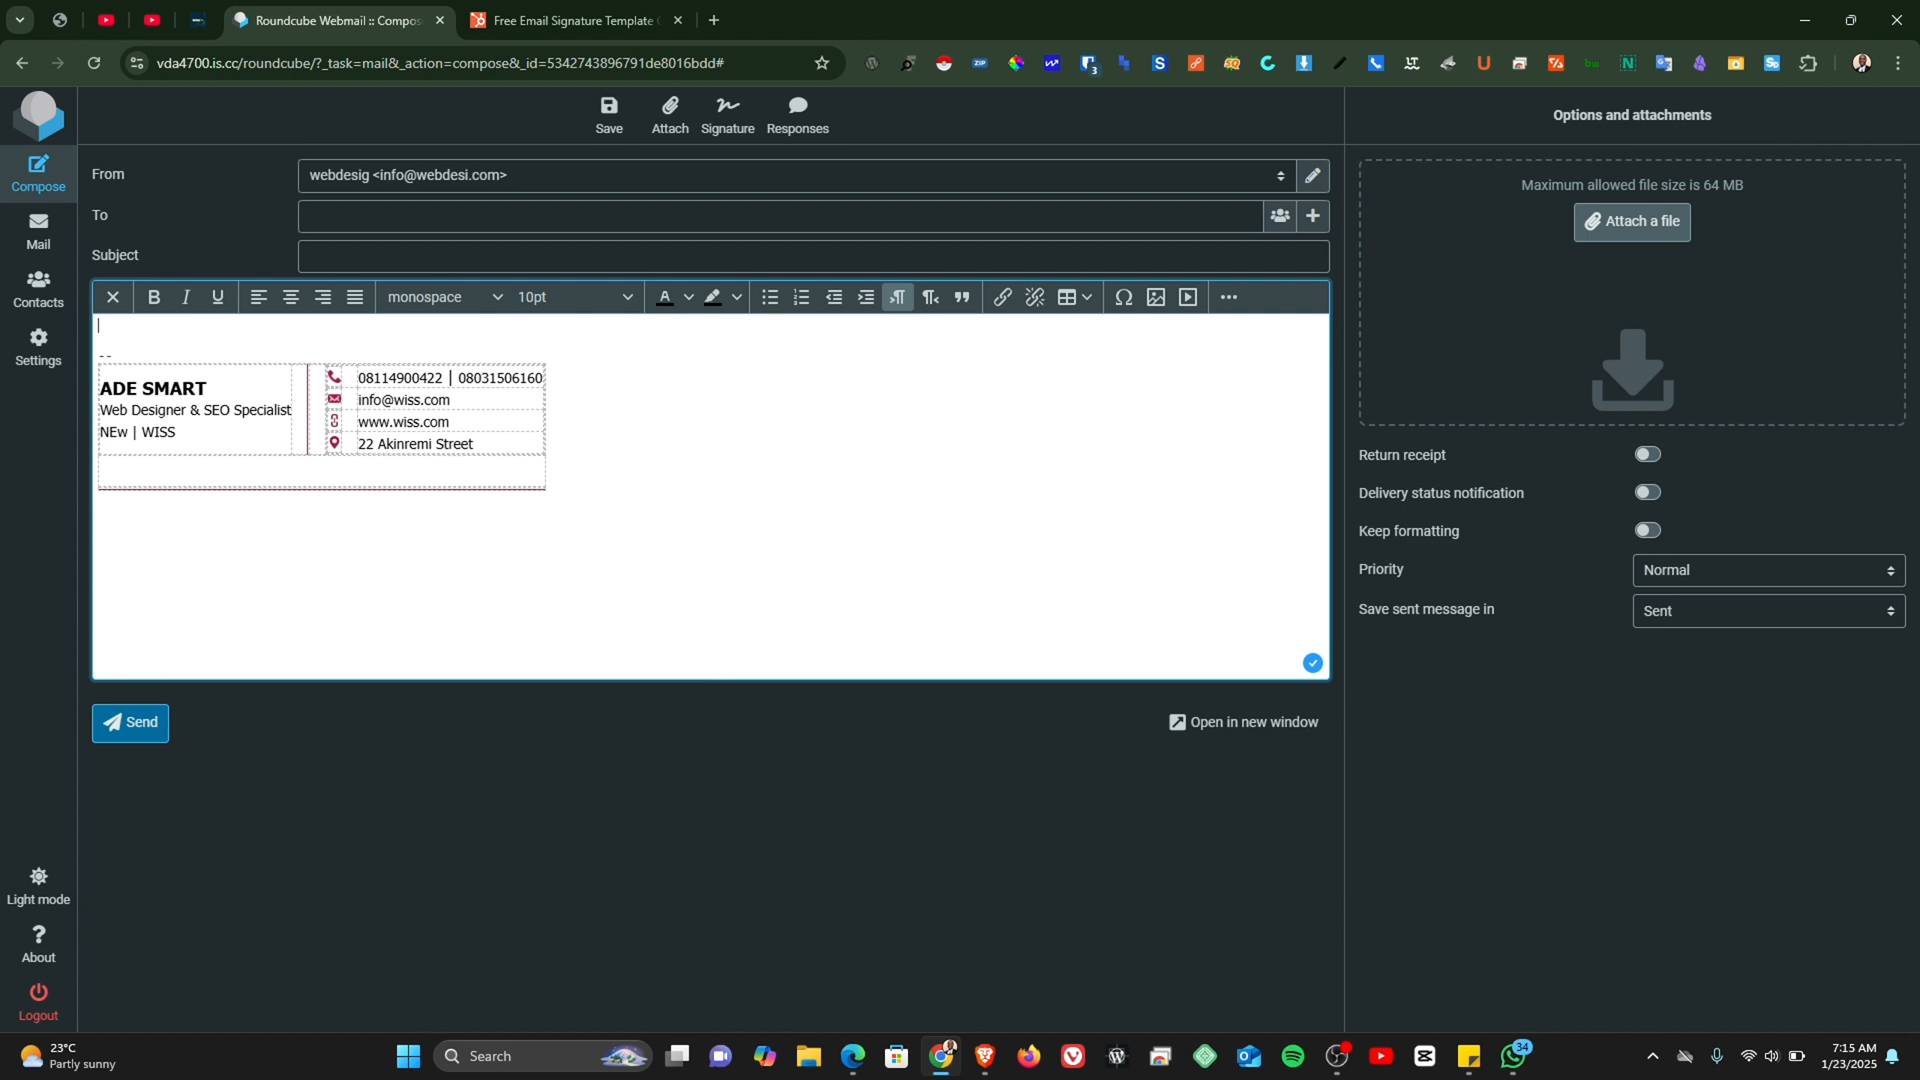 Roundcube Webmail :: Compos
Free Email Signature Template
vda4700.is.cc/roundcube/?_task=mail&_action=compose&_id=5342743896791de8016bdd#
Save
Attach
Signature
Responses
Options and attachments
Compose
Mail
Contacts
Settings
Light mode
About
Logout
From
webdesig <info@webdesi.com>
To
Subject
monospace
10pt
--
ADE SMART
Web Designer & SEO Specialist
NEw | WISS
08114900422 | 08031506160
info@wiss.com
www.wiss.com
22 Akinremi Street
Send
Open in new window
Maximum allowed file size is 64 MB
Attach a file
Return receipt
Delivery status notification
Keep formatting
Priority
Normal
Save sent message in
Sent
23°C
Partly sunny
Search
34
7:15 AM
1/23/2025